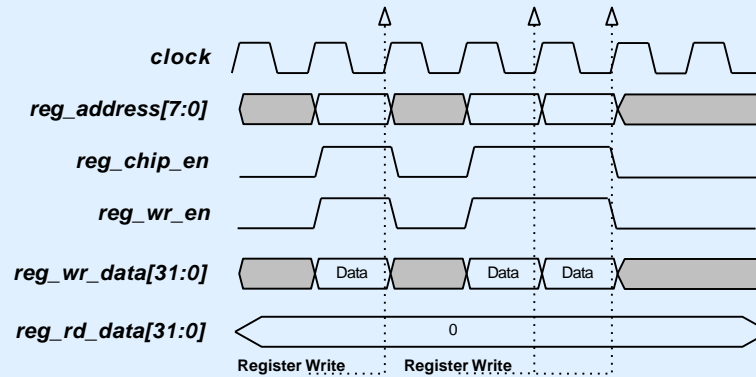 clock
reg_address[7:0]
reg_chip_en
reg_wr_en
reg_wr_data[31:0] Data Data Data
reg_rd_data[31:0] 0
Register Write Register Write